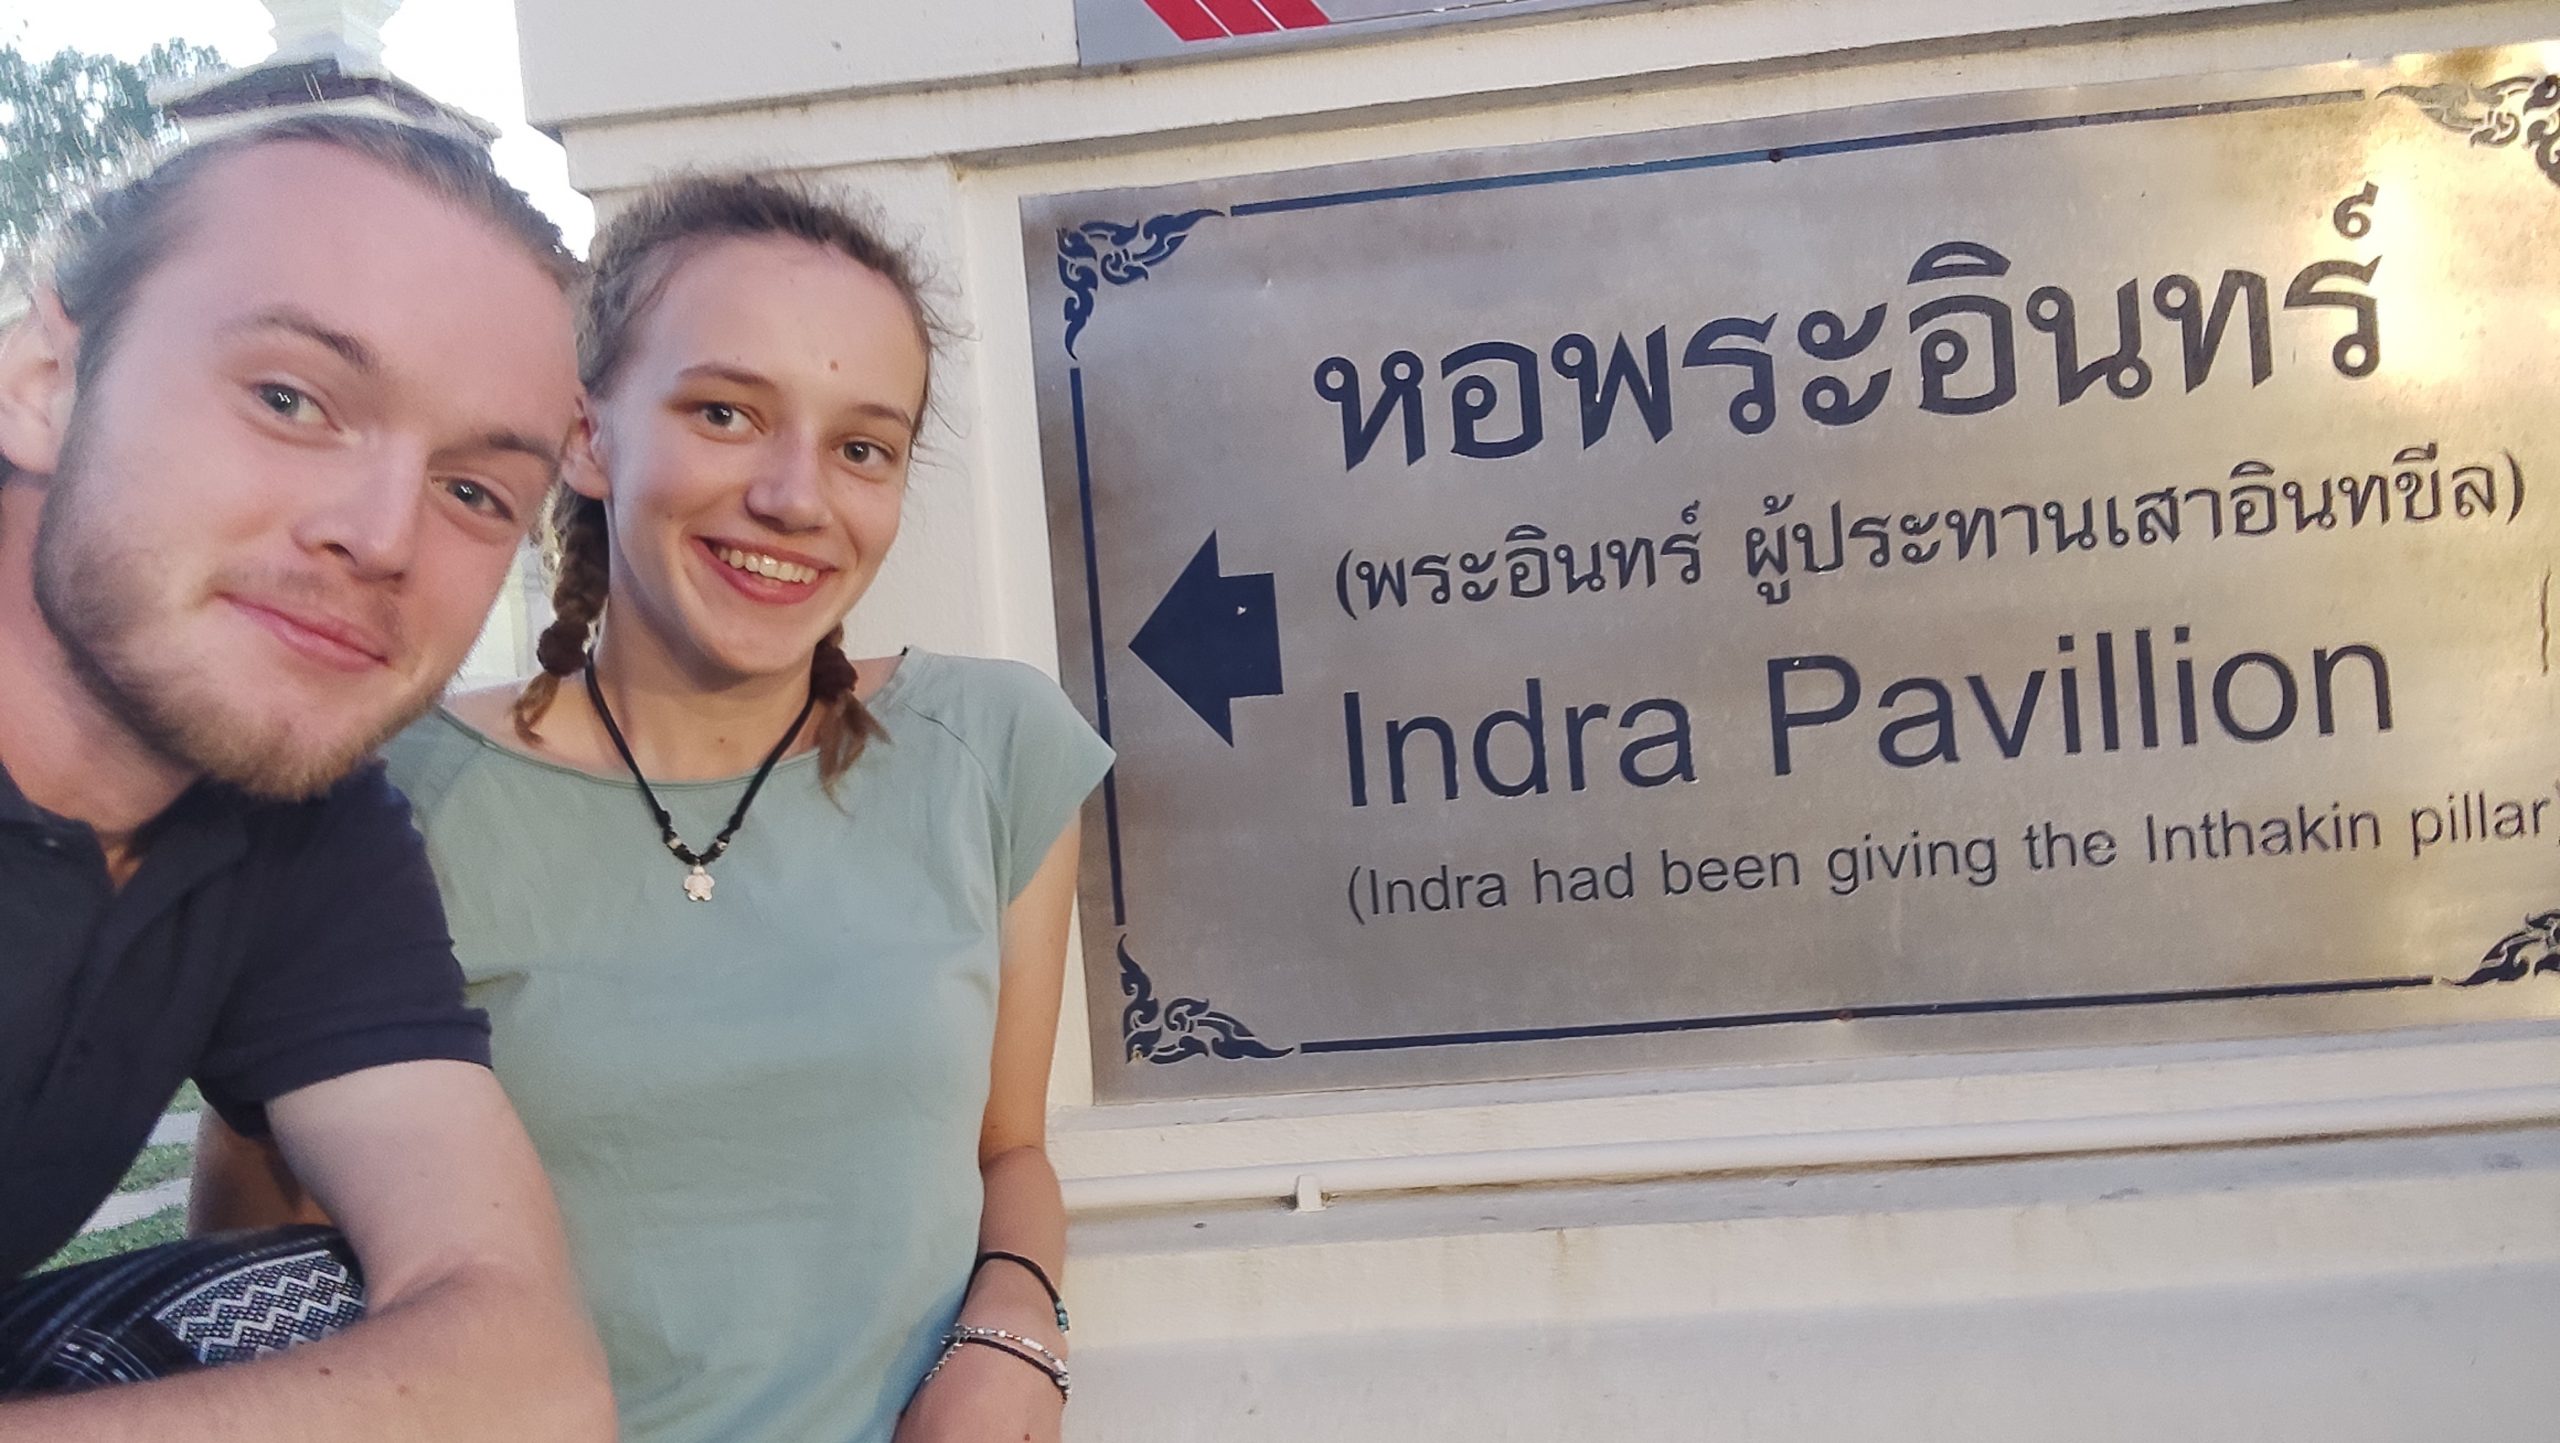 หอพระอินทร์
(พระอินทร์ ผู้ประทานเสาอินทขีล)
Indra Pavillion
(Indra had been giving the Inthakin pillar)